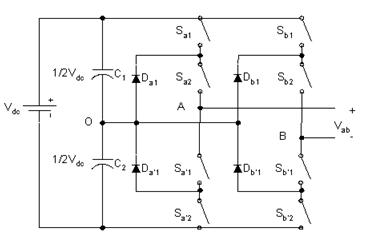 Sa1
Sb1
1/2Vdc
C1
Da1
Sa2
Db1
Sb2
Vdc
+
-
O
A
+
B
Vab
-
1/2Vdc
C2
Da'1
Sa'1
Db'1
Sb'1
Sa'2
Sb'2